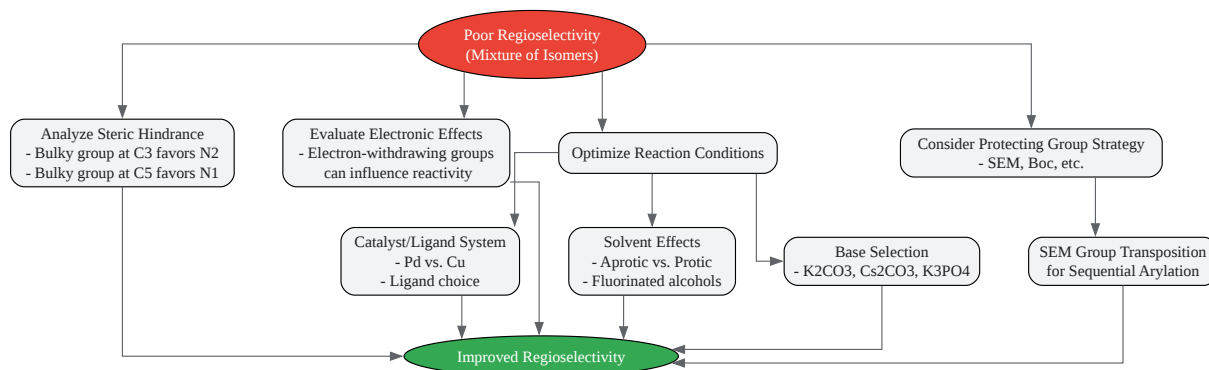 Poor Regioselectivity
(Mixture of Isomers)
Analyze Steric Hindrance
- Bulky group at C3 favors N2
- Bulky group at C5 favors N1
Evaluate Electronic Effects
- Electron-withdrawing groups
can influence reactivity
Optimize Reaction Conditions
Consider Protecting Group Strategy
- SEM, Boc, etc.
Catalyst/Ligand System
- Pd vs. Cu
- Ligand choice
Solvent Effects
- Aprotic vs. Protic
- Fluorinated alcohols
Base Selection
- K2CO3, Cs2CO3, K3PO4
SEM Group Transposition
for Sequential Arylation
Improved Regioselectivity